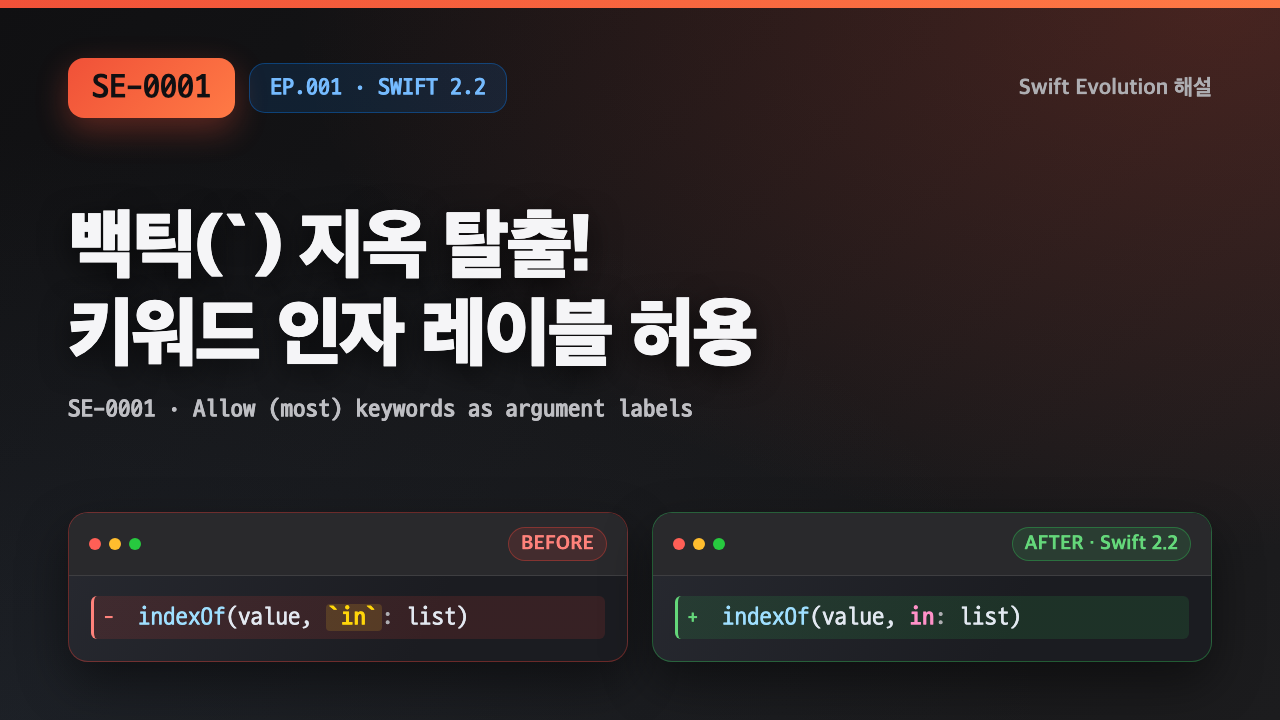 SE-0001
EP.001 · SWIFT 2.2
Swift Evolution 해설
백틱(`) 지옥 탈출!
키워드 인자 레이블 허용
SE-0001 · Allow (most) keywords as argument labels
BEFORE
- indexOf(value, `in`: list)
AFTER · Swift 2.2
+ indexOf(value, in: list)